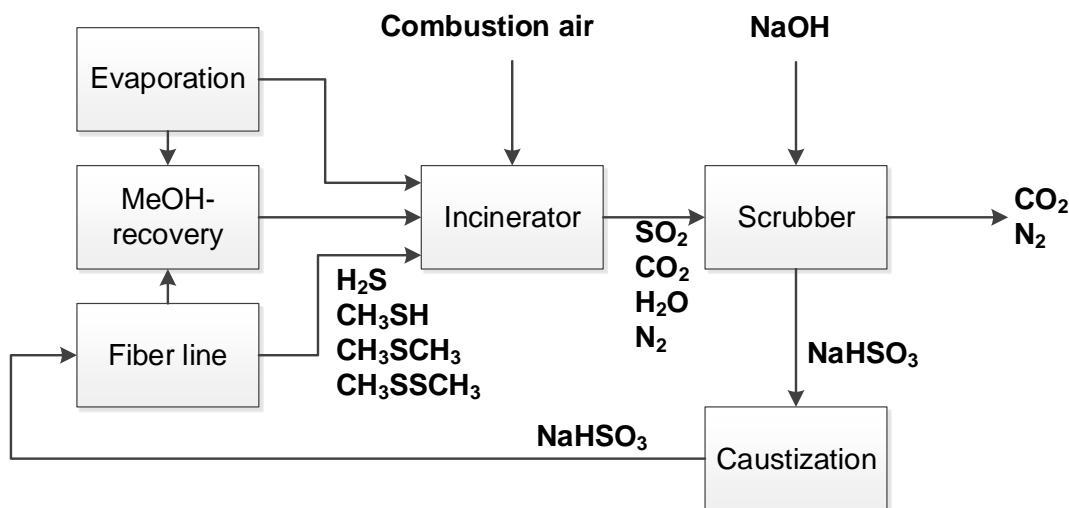 Combustion air
NaOH
Evaporation
MeOH-
recovery
Incinerator
Scrubber
CO₂
N₂
SO₂
CO₂
H₂O
N₂
H₂S
CH₃SH
CH₃SCH₃
CH₃SSCH₃
Fiber line
NaHSO₃
NaHSO₃
Caustization